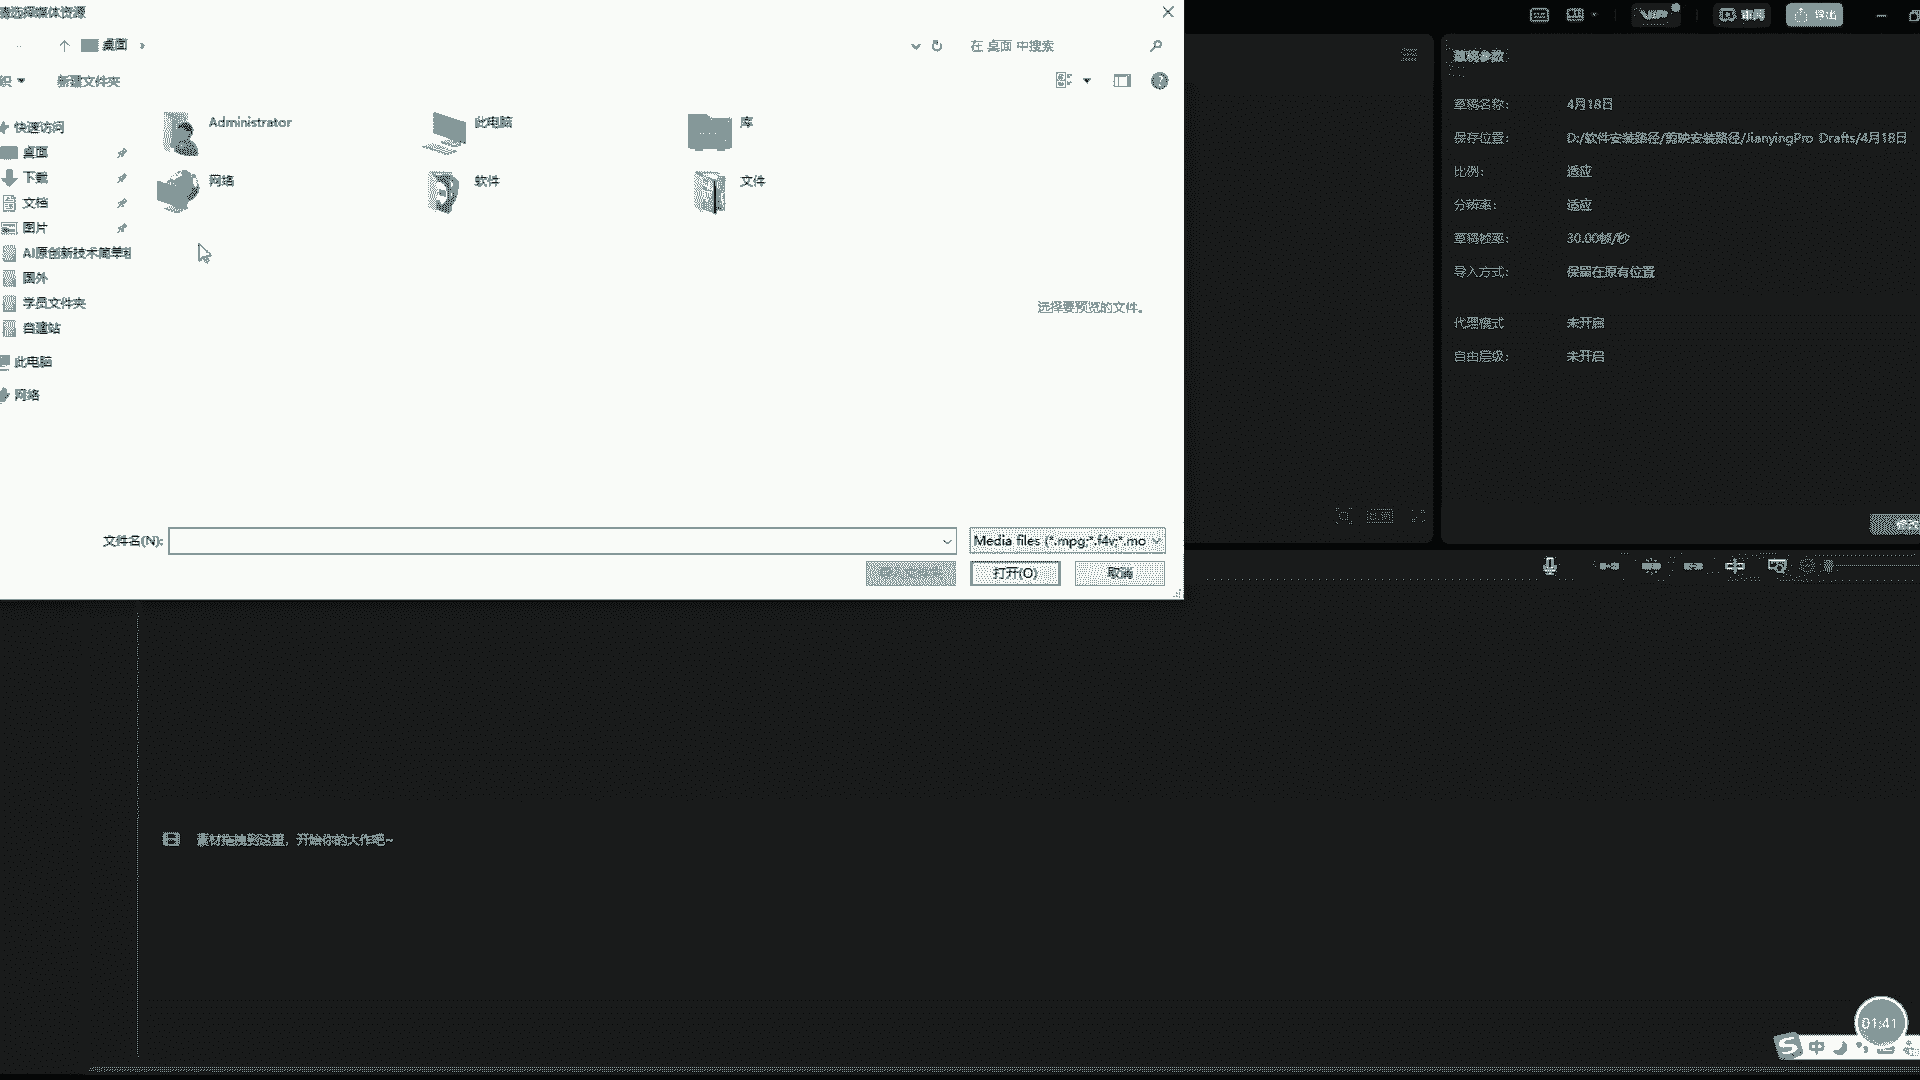 请选择媒体资源
桌面
在 桌面 中搜索
织
新建文件夹
快速访问
桌面
下载
文档
图片
AI原创新技术简单
国外
学员文件夹
自建站
此电脑
网络
Administrator
此电脑
库
网络
软件
文件
选择要预览的文件。
文件名(N):
Media files (*.mpg;*.f4v;*.mo
打开(O)
取消
VIP
审阅
导出
草稿参数
草稿名称:
4月18日
保存位置:
D:/软件安装路径/剪映安装路径/JianyingPro Drafts/4月18日
比例:
适应
分辨率:
适应
草稿帧率:
30.00帧/秒
导入方式:
保留在原有位置
代理模式
未开启
自由层级:
未开启
修改
素材拖拽到这里，开始你的大作吧~
01:41
S
中